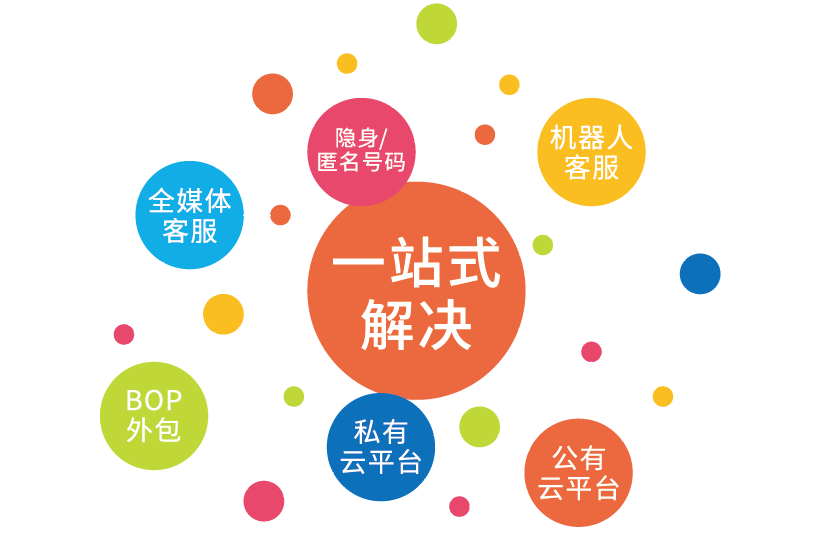 隐身/
匿名号码
机器人
客服
全媒体
客服
一站式
解决
BOP
外包
私有
云平台
公有
云平台